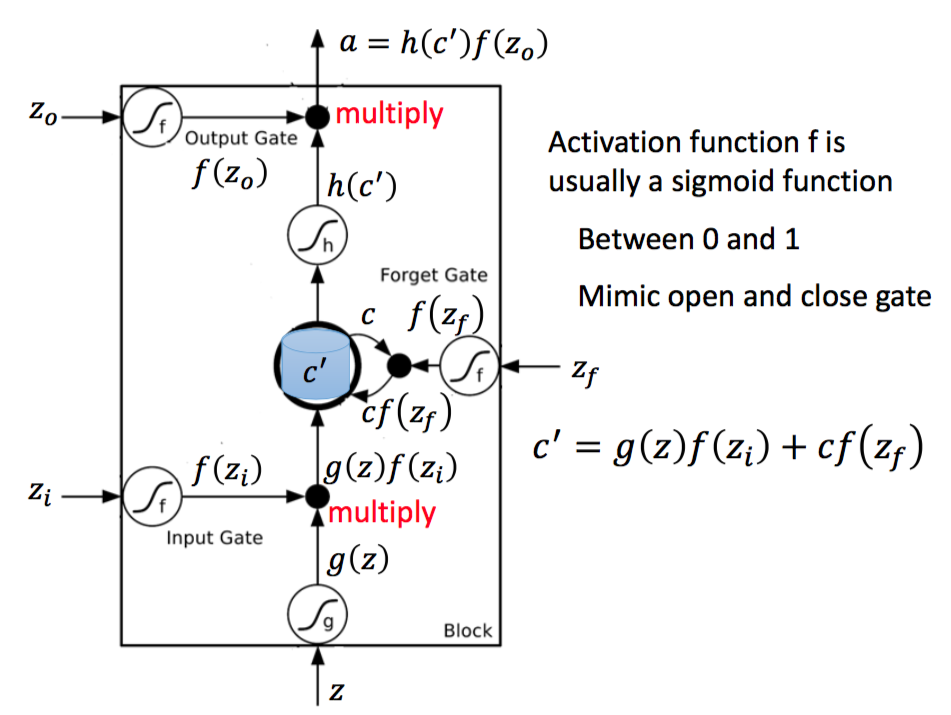 a = h(c′)f(z_o)
z_o
f
multiply
Output Gate
f(z_o)
h(c′)
h
Activation function f is
usually a sigmoid function
Between 0 and 1
Mimic open and close gate
Forget Gate
c f(z_f)
c′
f
z_f
cf(z_f)
c′ = g(z)f(z_i) + cf(z_f)
f(z_i)
g(z)f(z_i)
z_i
f
multiply
Input Gate
g(z)
g
Block
z